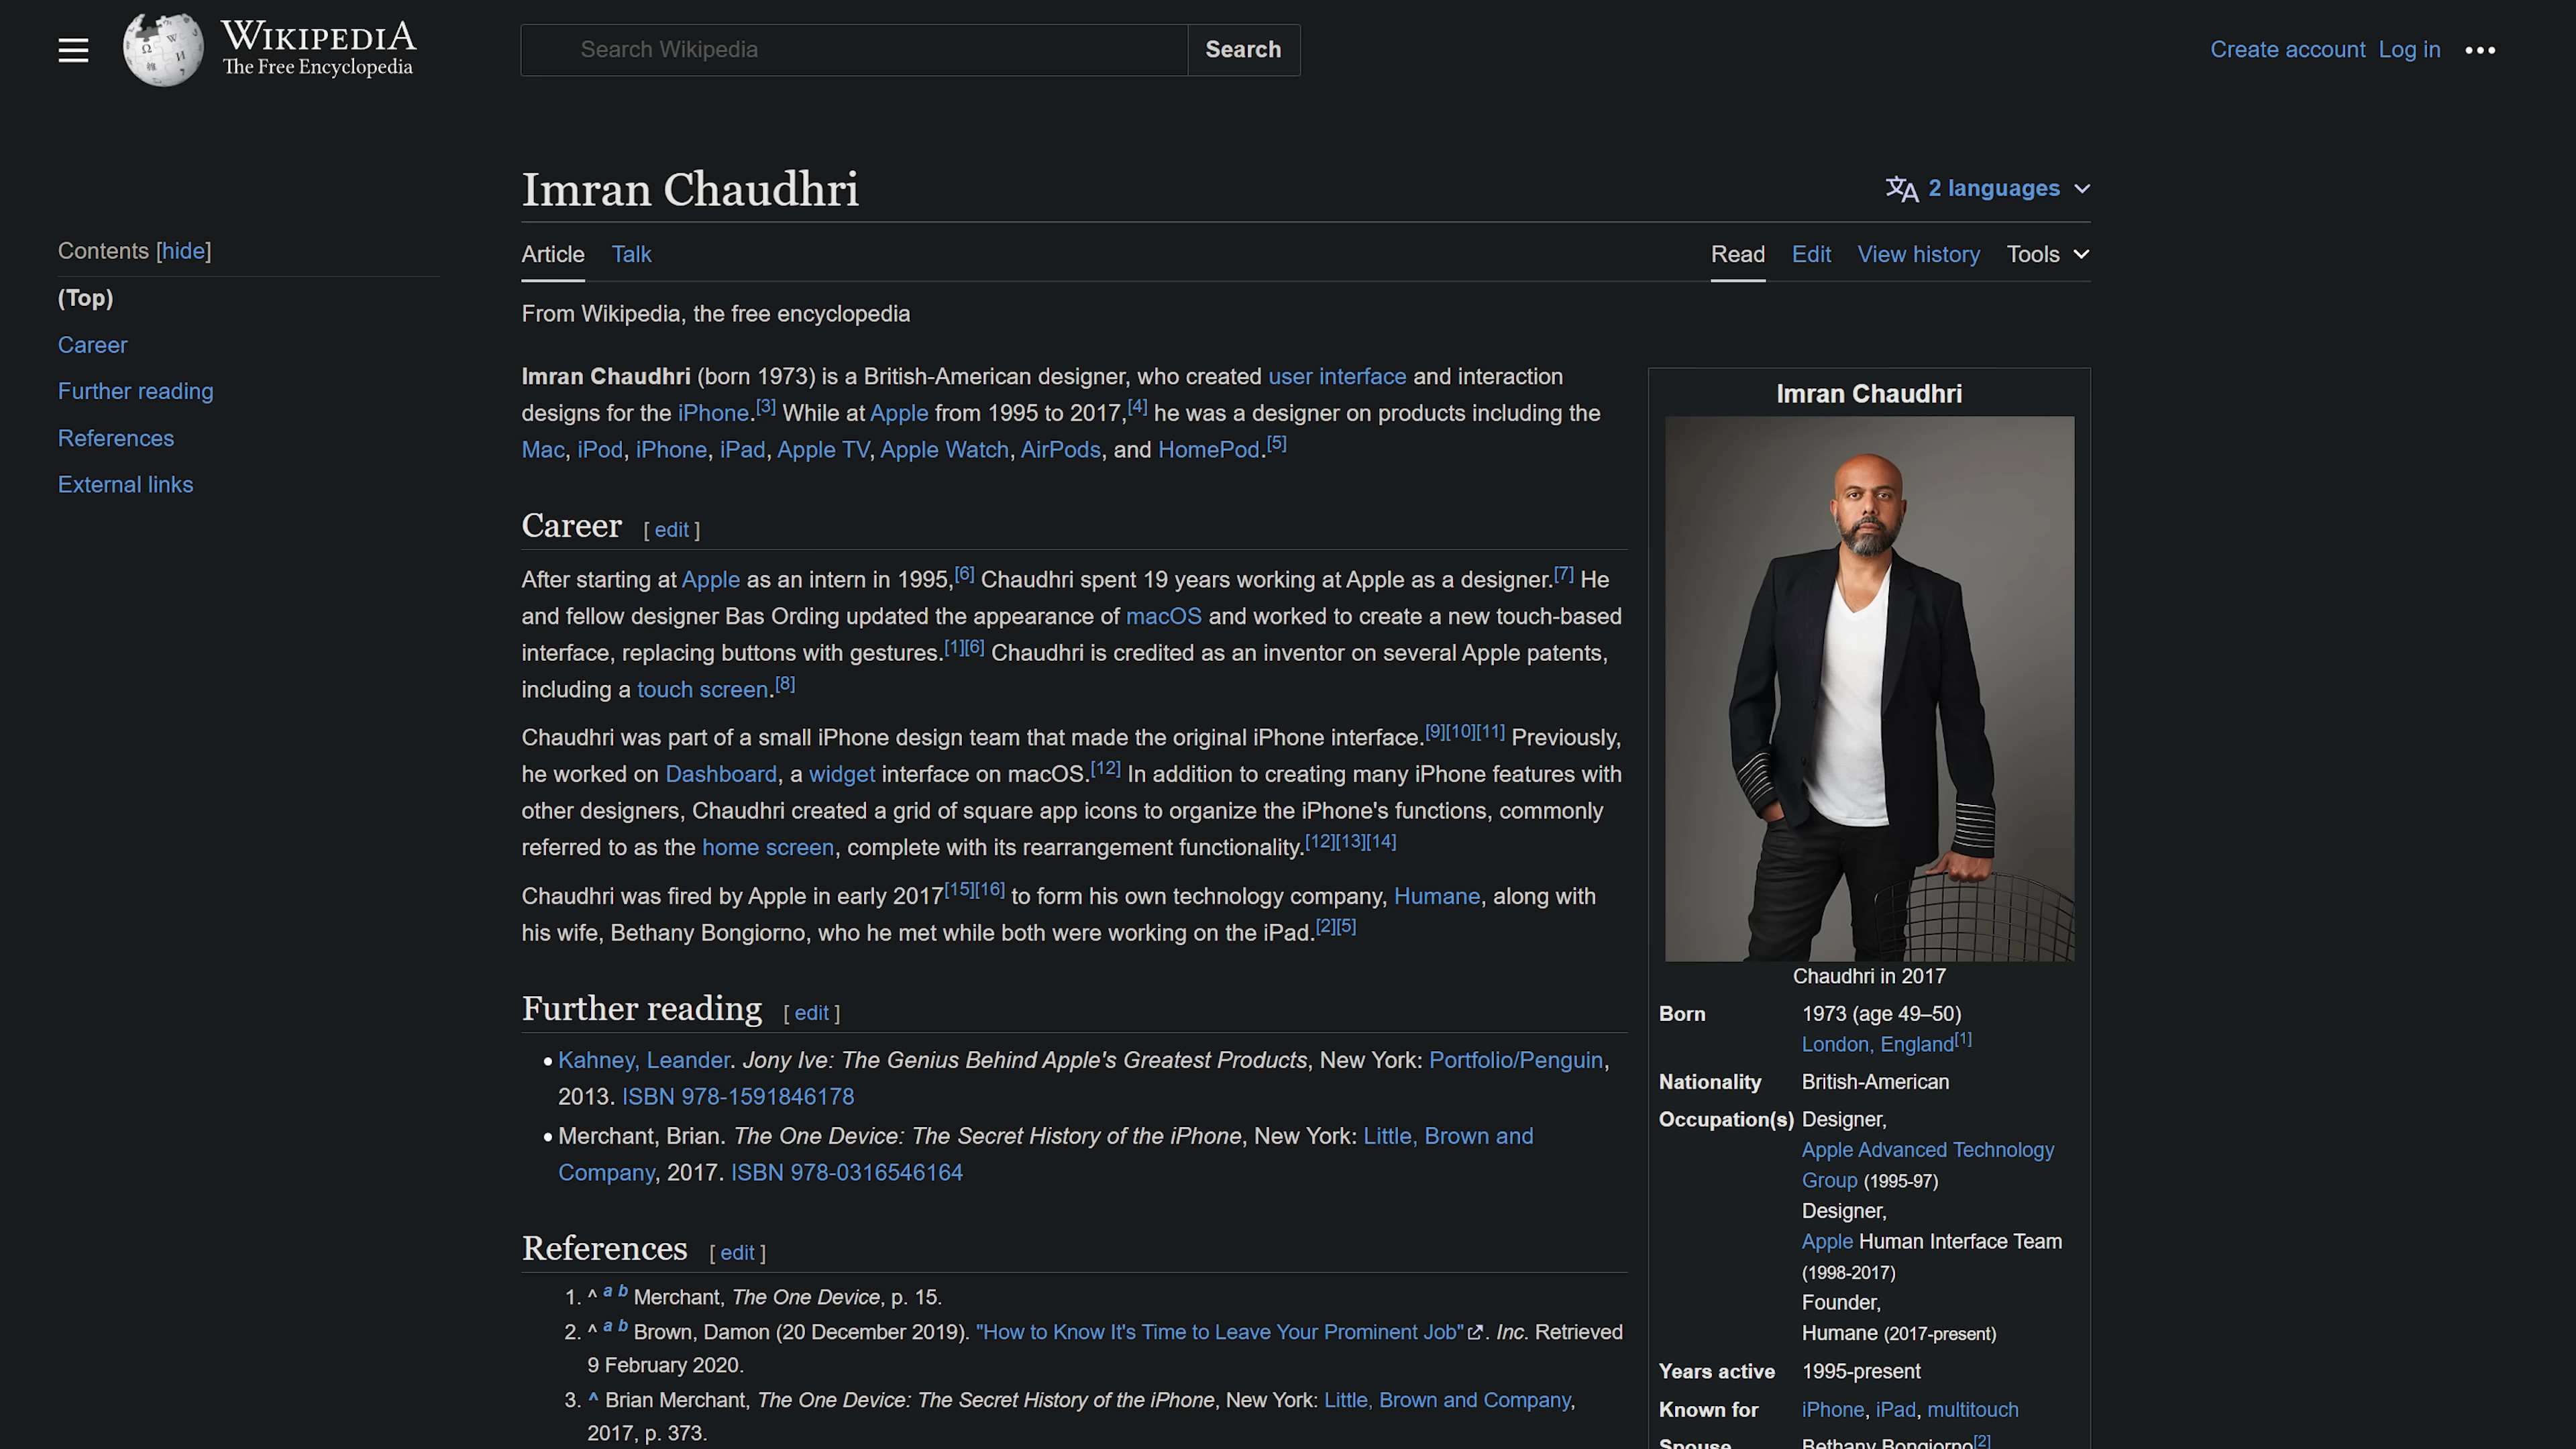 WIKIPEDIA
The Free Encyclopedia
Search Wikipedia
Search
Create account Log in
Imran Chaudhri
2 languages
Contents [hide]
(Top)
Career
Further reading
References
External links
Article Talk
Read Edit View history Tools
From Wikipedia, the free encyclopedia
Imran Chaudhri (born 1973) is a British-American designer, who created user interface and interaction
designs for the iPhone.[3] While at Apple from 1995 to 2017,[4] he was a designer on products including the
Mac, iPod, iPhone, iPad, Apple TV, Apple Watch, AirPods, and HomePod.[5]
Career [ edit ]
After starting at Apple as an intern in 1995,[6] Chaudhri spent 19 years working at Apple as a designer.[7] He
and fellow designer Bas Ording updated the appearance of macOS and worked to create a new touch-based
interface, replacing buttons with gestures.[1][6] Chaudhri is credited as an inventor on several Apple patents,
including a touch screen.[8]
Chaudhri was part of a small iPhone design team that made the original iPhone interface.[9][10][11] Previously,
he worked on Dashboard, a widget interface on macOS.[12] In addition to creating many iPhone features with
other designers, Chaudhri created a grid of square app icons to organize the iPhone's functions, commonly
referred to as the home screen, complete with its rearrangement functionality.[12][13][14]
Chaudhri was fired by Apple in early 2017[15][16] to form his own technology company, Humane, along with
his wife, Bethany Bongiorno, who he met while both were working on the iPad.[2][5]
Further reading [ edit ]
• Kahney, Leander. Jony Ive: The Genius Behind Apple's Greatest Products, New York: Portfolio/Penguin,
2013. ISBN 978-1591846178
• Merchant, Brian. The One Device: The Secret History of the iPhone, New York: Little, Brown and
Company, 2017. ISBN 978-0316546164
References [ edit ]
1. ^ a b Merchant, The One Device, p. 15.
2. ^ a b Brown, Damon (20 December 2019). "How to Know It's Time to Leave Your Prominent Job". Inc. Retrieved
9 February 2020.
3. ^ Brian Merchant, The One Device: The Secret History of the iPhone, New York: Little, Brown and Company,
2017, p. 373.
Imran Chaudhri
Chaudhri in 2017
Born 1973 (age 49–50)
London, England[1]
Nationality British-American
Occupation(s) Designer,
Apple Advanced Technology
Group (1995-97)
Designer,
Apple Human Interface Team
(1998-2017)
Founder,
Humane (2017-present)
Years active 1995-present
Known for iPhone, iPad, multitouch
Spouse Bethany Bongiorno[2]